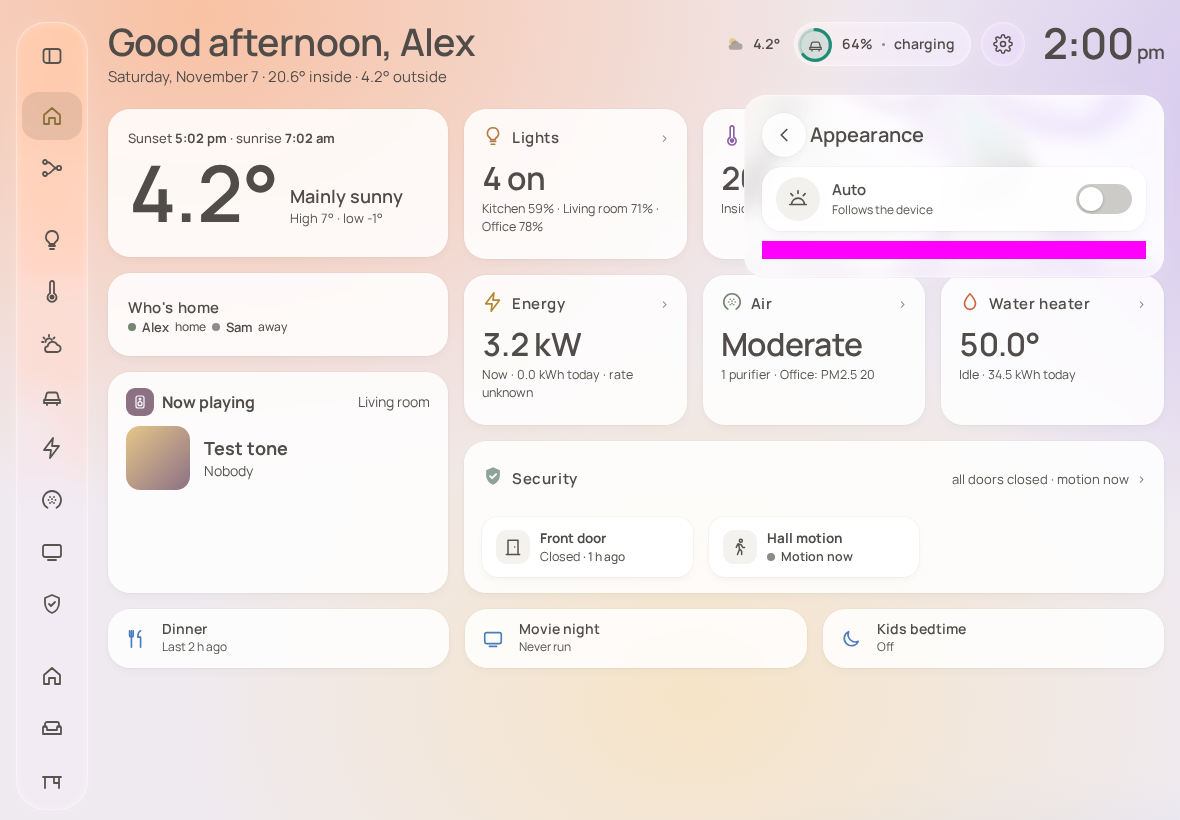 Good afternoon, Alex
Saturday, November 7 · 20.6° inside · 4.2° outside
4.2°
64% • charging
2:00 pm
Sunset 5:02 pm · sunrise 7:02 am
4.2°
Mainly sunny
High 7° · low -1°
Lights
4 on
Kitchen 59% · Living room 71% ·
Office 78%
Appearance
Auto
Follows the device
Who's home
Alex home Sam away
Energy
3.2 kW
Now · 0.0 kWh today · rate
unknown
Air
Moderate
1 purifier · Office: PM2.5 20
Water heater
50.0°
Idle · 34.5 kWh today
Now playing
Living room
Test tone
Nobody
Security
all doors closed · motion now
Front door
Closed · 1 h ago
Hall motion
Motion now
Dinner
Last 2 h ago
Movie night
Never run
Kids bedtime
Off